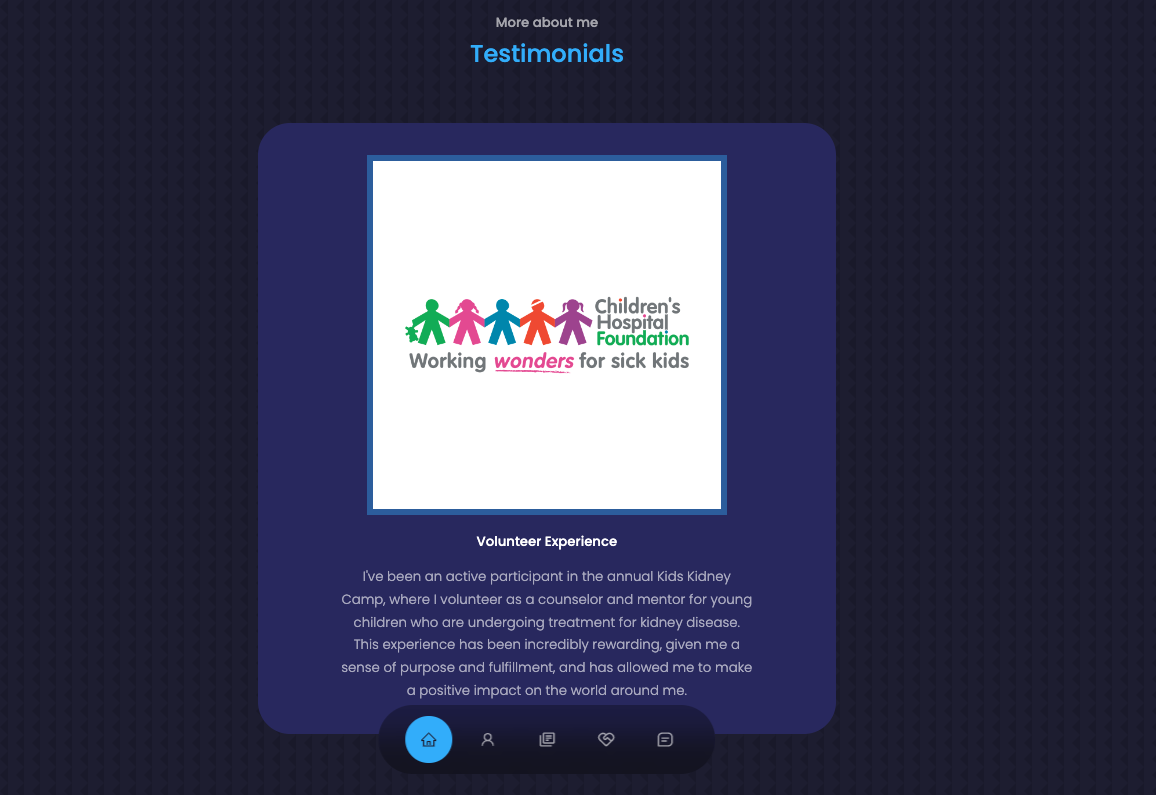 More about me
Testimonials
Children's
Hospital
Foundation
Working wonders for sick kids
Volunteer Experience
I've been an active participant in the annual Kids Kidney
Camp, where I volunteer as a counselor and mentor for young
children who are undergoing treatment for kidney disease.
This experience has been incredibly rewarding, given me a
sense of purpose and fulfillment, and has allowed me to make
a positive impact on the world around me.